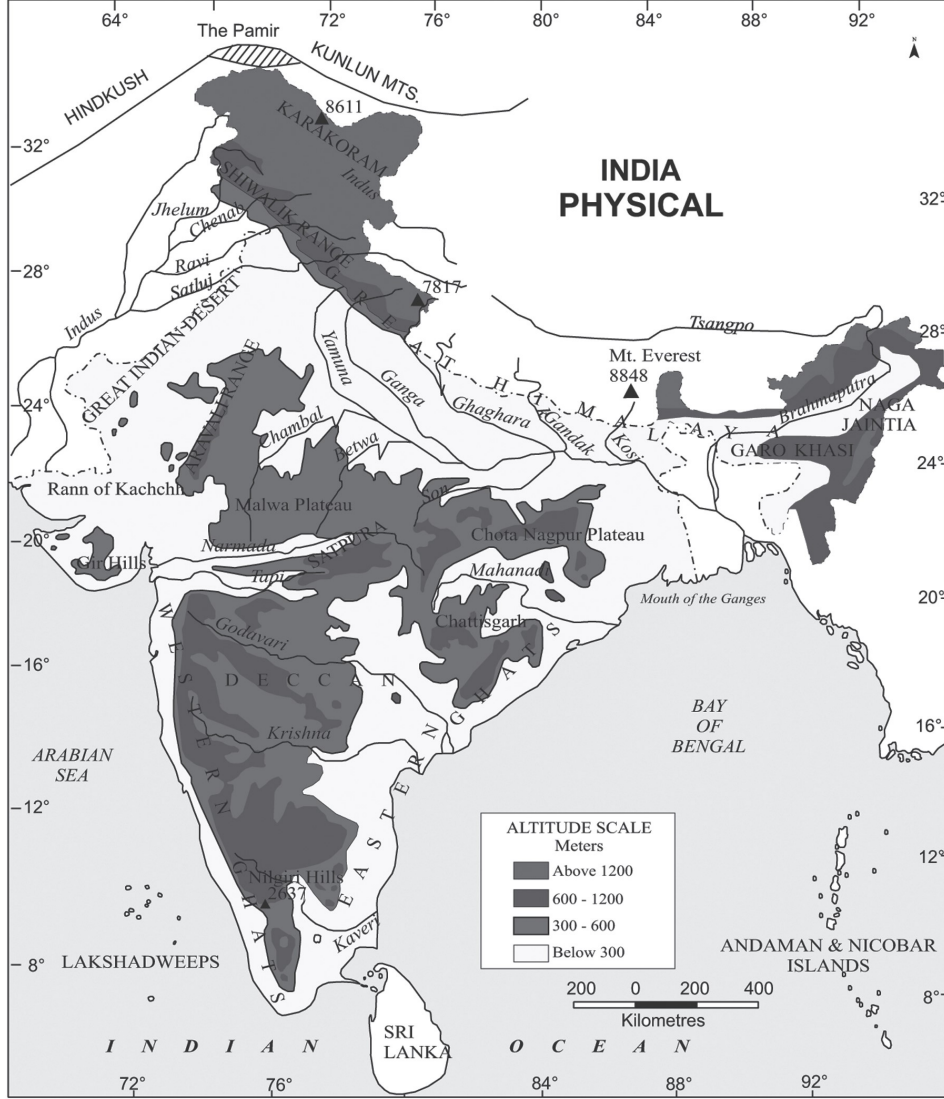 64°
72°
76°
80°
84°
88°
92°
The Pamir
N
HINDKUSH
KUNLUN MTS.
8611
KARAKORAM
32°
INDIA
PHYSICAL
Indus
SHIWALIK RANGE
32°
Jhelum
Chenab
Ravi
28°
Satluj
7817
Indus
GREAT INDIAN DESERT
Tsangpo
28°
GREAT HIMALAYA
Mt. Everest
8848
Yamuna
Ganga
Ghaghara
Gandak
Kosi
Brahmaputra
NAGA
JAINTIA
24°
ARAVALI RANGE
Chambal
Betwa
GARO KHASI
24°
Rann of Kachchh
Malwa Plateau
Son
Chota Nagpur Plateau
20°
Narmada
SATPURA
Gir Hills
Tapi
Mahanadi
Mouth of the Ganges
20°
Chattisgarh
Godavari
16°
DECCAN
WESTERN GHATS
EASTERN GHATS
Krishna
BAY
OF
BENGAL
16°
ARABIAN
SEA
12°
ALTITUDE SCALE
Meters
Above 1200
600 - 1200
300 - 600
Below 300
12°
Nilgiri Hills
2637
Kaveri
ANDAMAN & NICOBAR
ISLANDS
LAKSHADWEEPS
8°
8°
200 0 200 400
Kilometres
SRI
LANKA
INDIAN OCEAN
72°
76°
84°
88°
92°